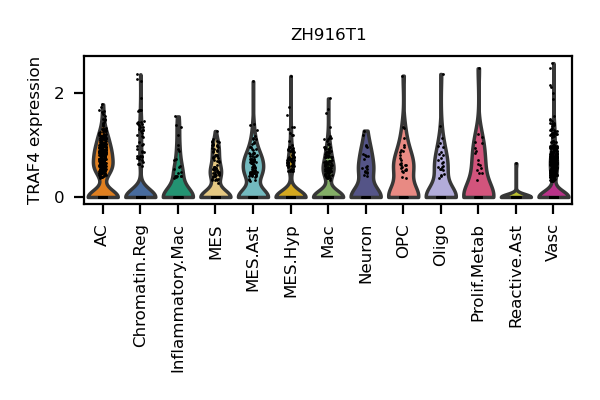 ZH916T1
TRAF4 expression
2
0
AC
Chromatin.Reg
Inflammatory.Mac
MES
MES.Ast
MES.Hyp
Mac
Neuron
OPC
Oligo
Prolif.Metab
Reactive.Ast
Vasc